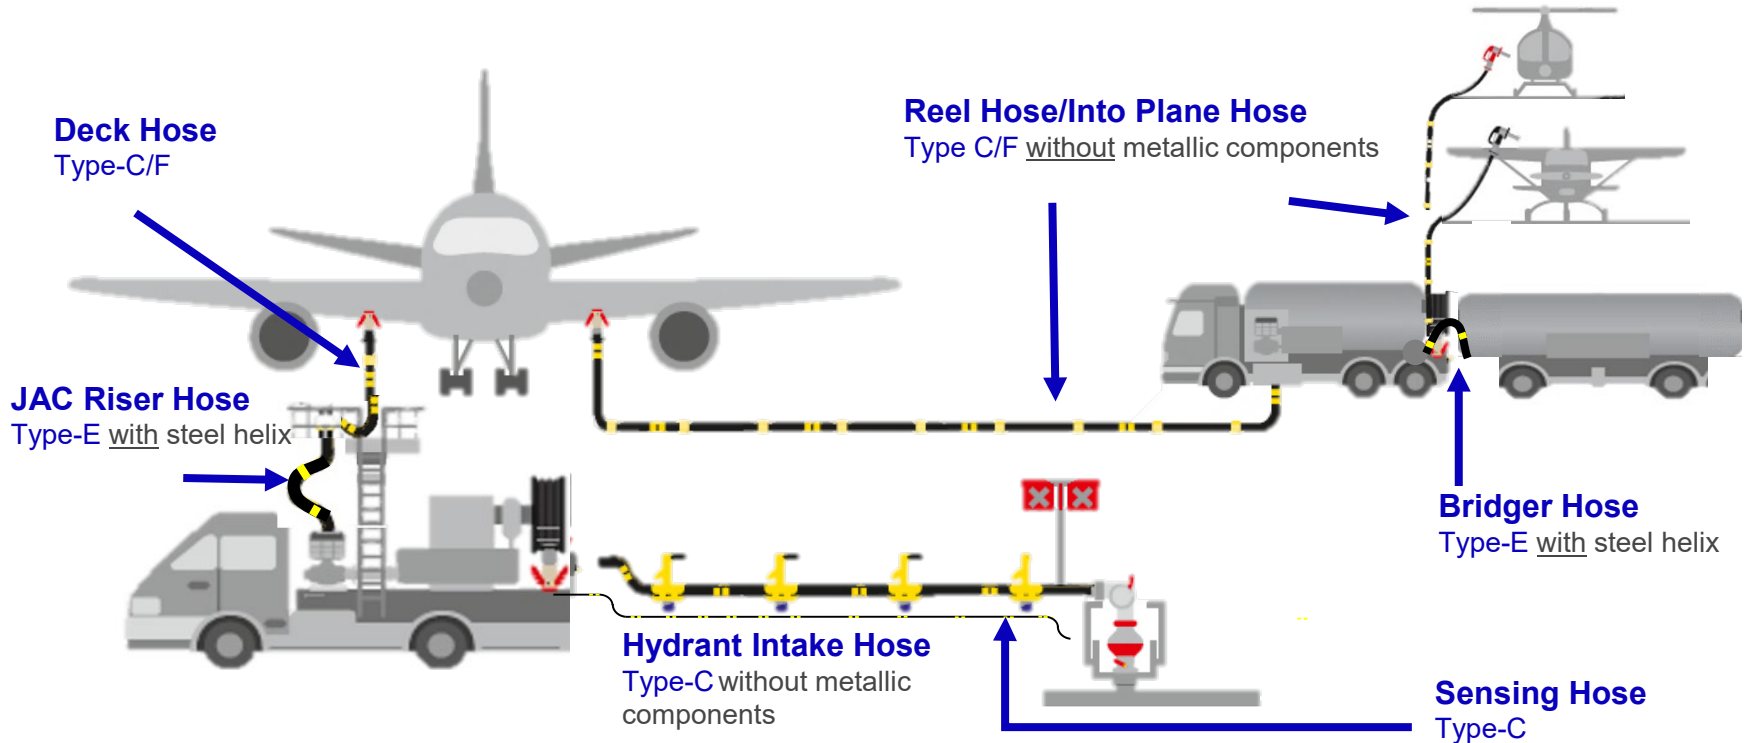 Deck Hose
Type-C/F
Reel Hose/Into Plane Hose
Type C/F without metallic components
JAC Riser Hose
Type-E with steel helix
Bridger Hose
Type-E with steel helix
Hydrant Intake Hose
Type-C without metallic
components
Sensing Hose
Type-C